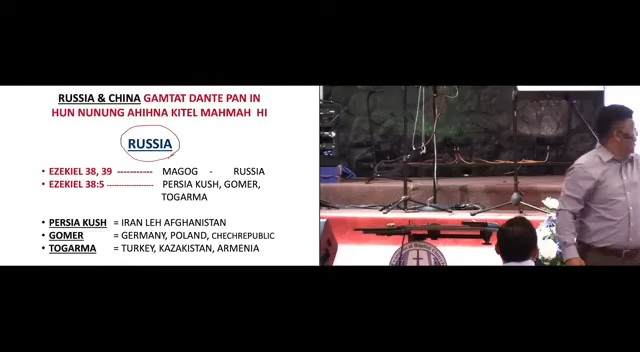 RUSSIA & CHINA GAMTAT DANTE PAN IN
HUN NUNUNG AHIHNA KITEL MAHMAH HI
RUSSIA
• EZEKIEL 38, 39 ----------- MAGOG - RUSSIA
• EZEKIEL 38:5 -------------------- PERSIA KUSH, GOMER,
TOGARMA
• PERSIA KUSH = IRAN LEH AFGHANISTAN
• GOMER = GERMANY, POLAND, CHECHREPUBLIC
• TOGARMA = TURKEY, KAZAKISTAN, ARMENIA